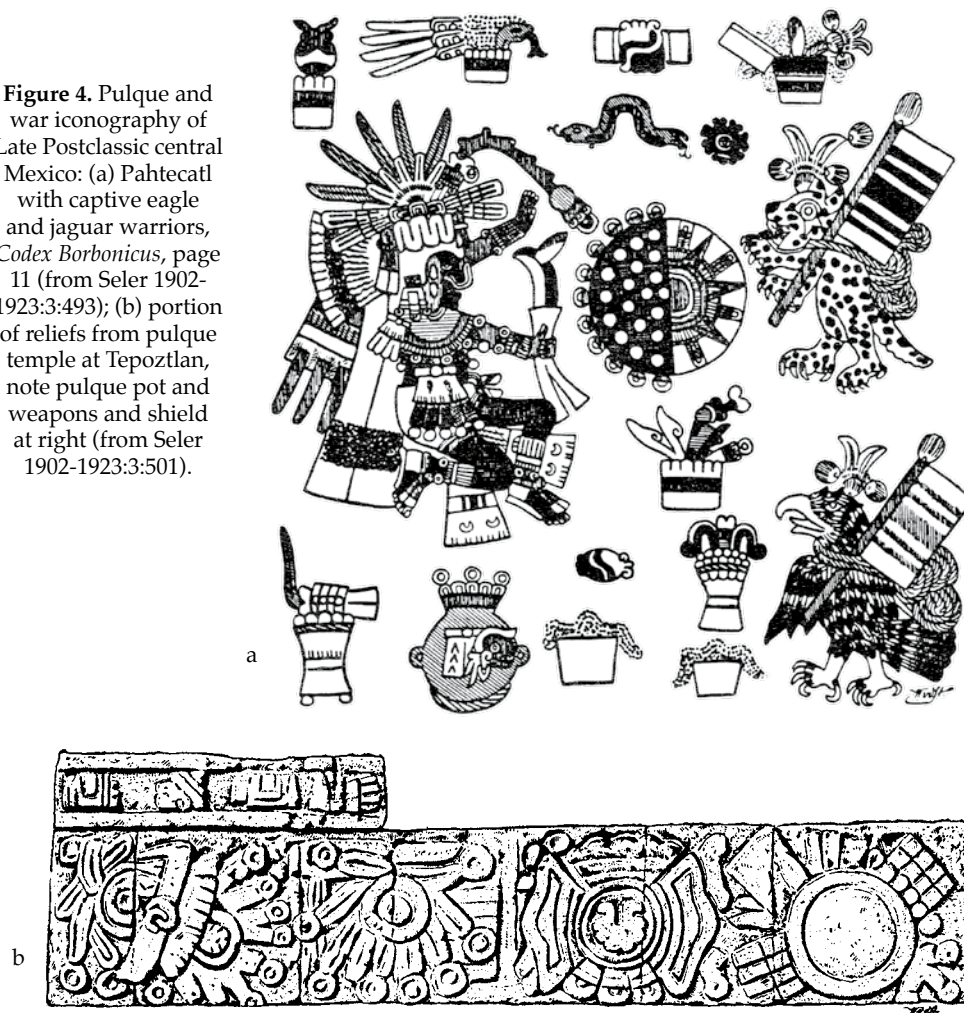 Figure 4. Pulque and
war iconography of
Late Postclassic central
Mexico: (a) Pahtecatl
with captive eagle
and jaguar warriors,
Codex Borbonicus, page
11 (from Seler 1902-
1923:3:493); (b) portion
of reliefs from pulque
temple at Tepoztlan,
note pulque pot and
weapons and shield
at right (from Seler
1902-1923:3:501).
a
b